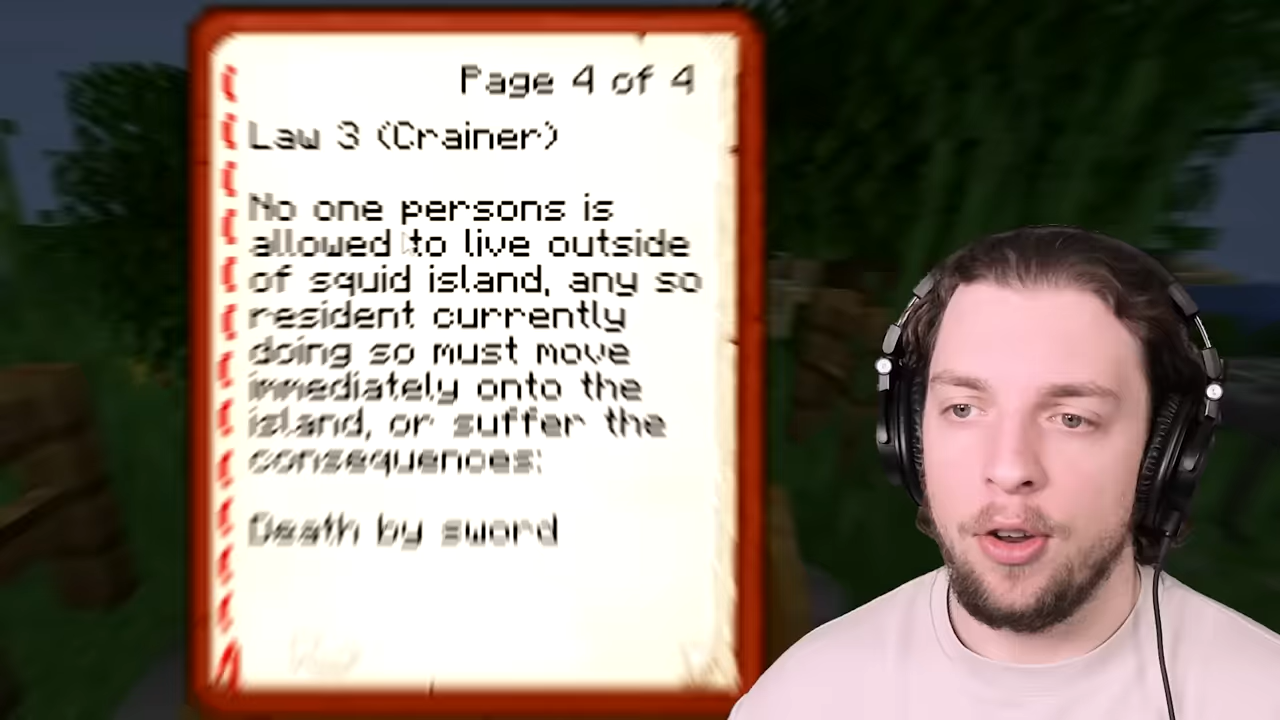 Page 4 of 4
Law 3 (Crainer)
No one persons is
allowed to live outside
of squid island, any so
resident currently
doing so must move
immediately onto the
island, or suffer the
consequences:
Death by sword